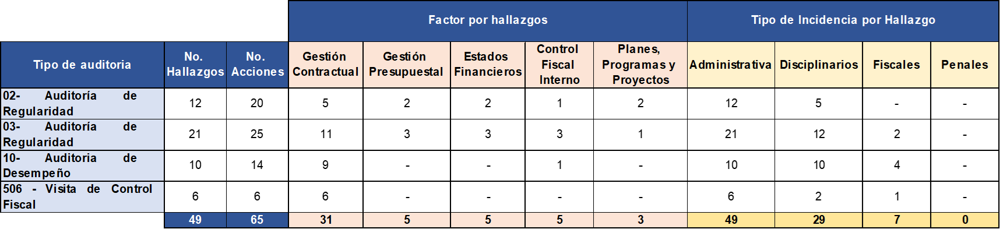 Factor por hallazgos Tipo de Incidencia por Hallazgo
Tipo de auditoria No. Hallazgos No. Acciones Gestión Contractual Gestión Presupuestal Estados Financieros Control Fiscal Interno Planes, Programas y Proyectos Administrativa Disciplinarios Fiscales Penales
02- Auditoría de Regularidad 12 20 5 2 2 1 2 12 5 - -
03- Auditoría de Regularidad 21 25 11 3 3 3 1 21 12 2 -
10- Auditoria de Desempeño 10 14 9 - - 1 - 10 10 4 -
506 - Visita de Control Fiscal 6 6 6 - - - - 6 2 1 -
49 65 31 5 5 5 3 49 29 7 0